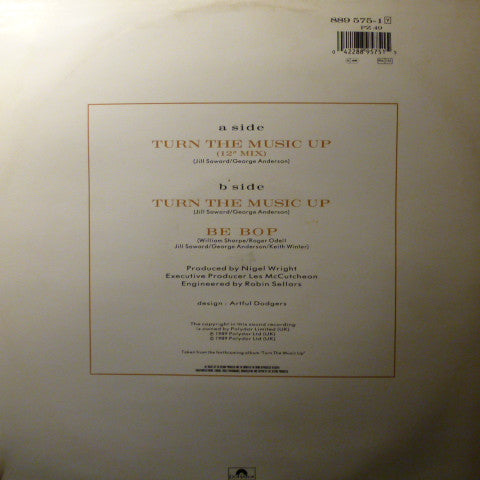 889 575-1 Y
PZ 49
0 42288 95751 5
a side
TURN THE MUSIC UP
(12" MIX)
(Jill Saward/George Anderson)
b side
TURN THE MUSIC UP
(Jill Saward/George Anderson)
BE BOP
(William Sharpe/Roger Odell
Jill Saward/George Anderson/Keith Winter)
Produced by Nigel Wright
Executive Producer Les McCutcheon
Engineered by Robin Sellars
design : Artful Dodgers
The copyright in this sound recording
is owned by Polydor Limited (UK)
℗ 1989 Polydor Ltd (UK)
© 1989 Polydor Ltd (UK)
Taken from the forthcoming album "Turn The Music Up"